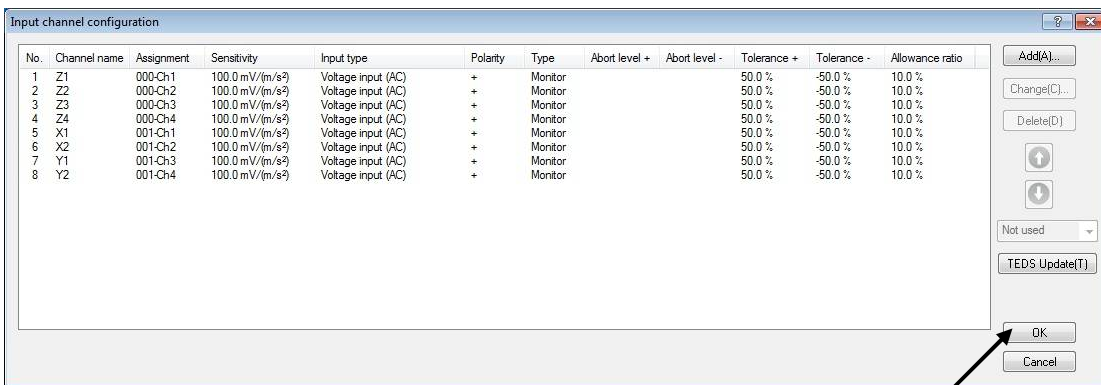 Input channel configuration
No. Channel name Assignment Sensitivity Input type Polarity Type Abort level + Abort level - Tolerance + Tolerance - Allowance ratio
1 Z1 000-Ch1 100.0 mV/(m/s²) Voltage input (AC) + Monitor 50.0 % -50.0 % 10.0 %
2 Z2 000-Ch2 100.0 mV/(m/s²) Voltage input (AC) + Monitor 50.0 % -50.0 % 10.0 %
3 Z3 000-Ch3 100.0 mV/(m/s²) Voltage input (AC) + Monitor 50.0 % -50.0 % 10.0 %
4 Z4 000-Ch4 100.0 mV/(m/s²) Voltage input (AC) + Monitor 50.0 % -50.0 % 10.0 %
5 X1 001-Ch1 100.0 mV/(m/s²) Voltage input (AC) + Monitor 50.0 % -50.0 % 10.0 %
6 X2 001-Ch2 100.0 mV/(m/s²) Voltage input (AC) + Monitor 50.0 % -50.0 % 10.0 %
7 Y1 001-Ch3 100.0 mV/(m/s²) Voltage input (AC) + Monitor 50.0 % -50.0 % 10.0 %
8 Y2 001-Ch4 100.0 mV/(m/s²) Voltage input (AC) + Monitor 50.0 % -50.0 % 10.0 %
Add(A)...
Change(C)...
Delete(D)
Not used
TEDS Update(T)
OK
Cancel